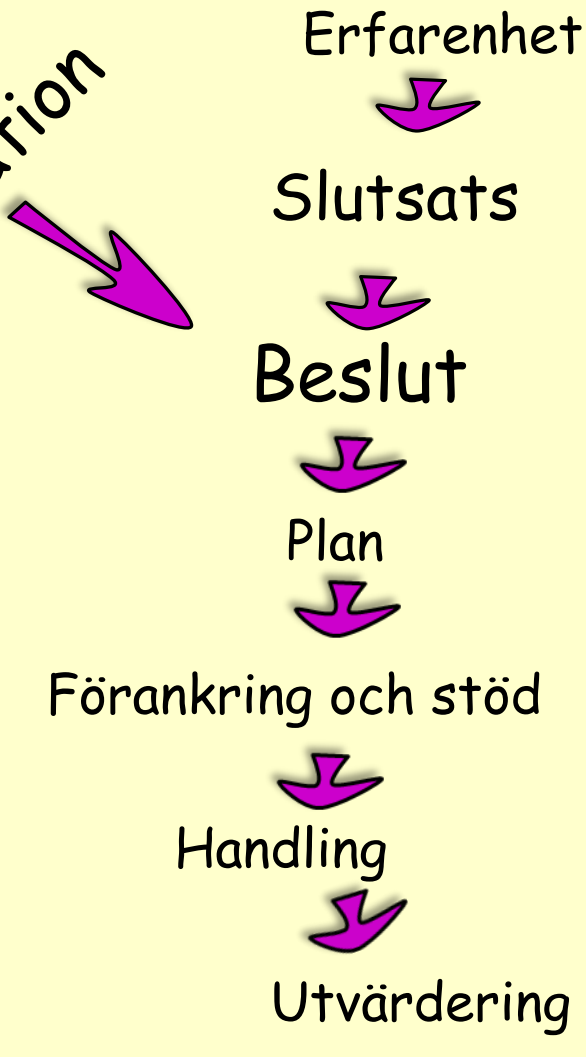 Erfarenhet
Slutsats
Beslut
Plan
Förankring och stöd
Handling
Utvärdering